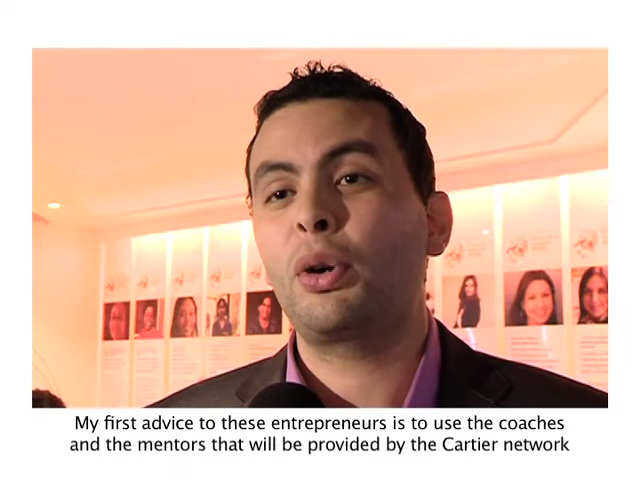 My first advice to these entrepreneurs is to use the coaches
and the mentors that will be provided by the Cartier network